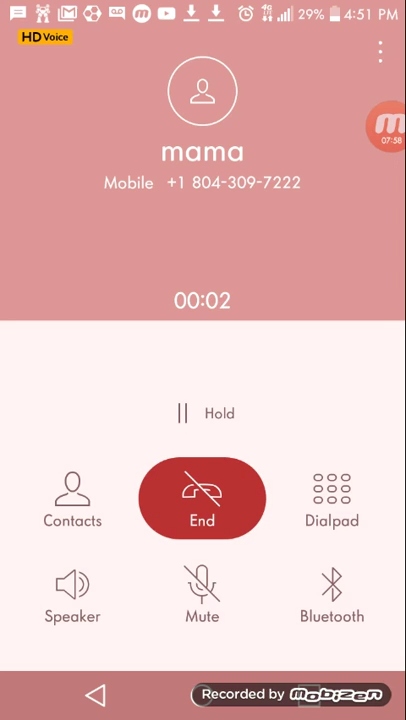 29% 4:51 PM
HD Voice
07:58
mama
Mobile +1 804-309-7222
00:02
Hold
Contacts
End
Dialpad
Speaker
Mute
Bluetooth
Recorded by Mobizen